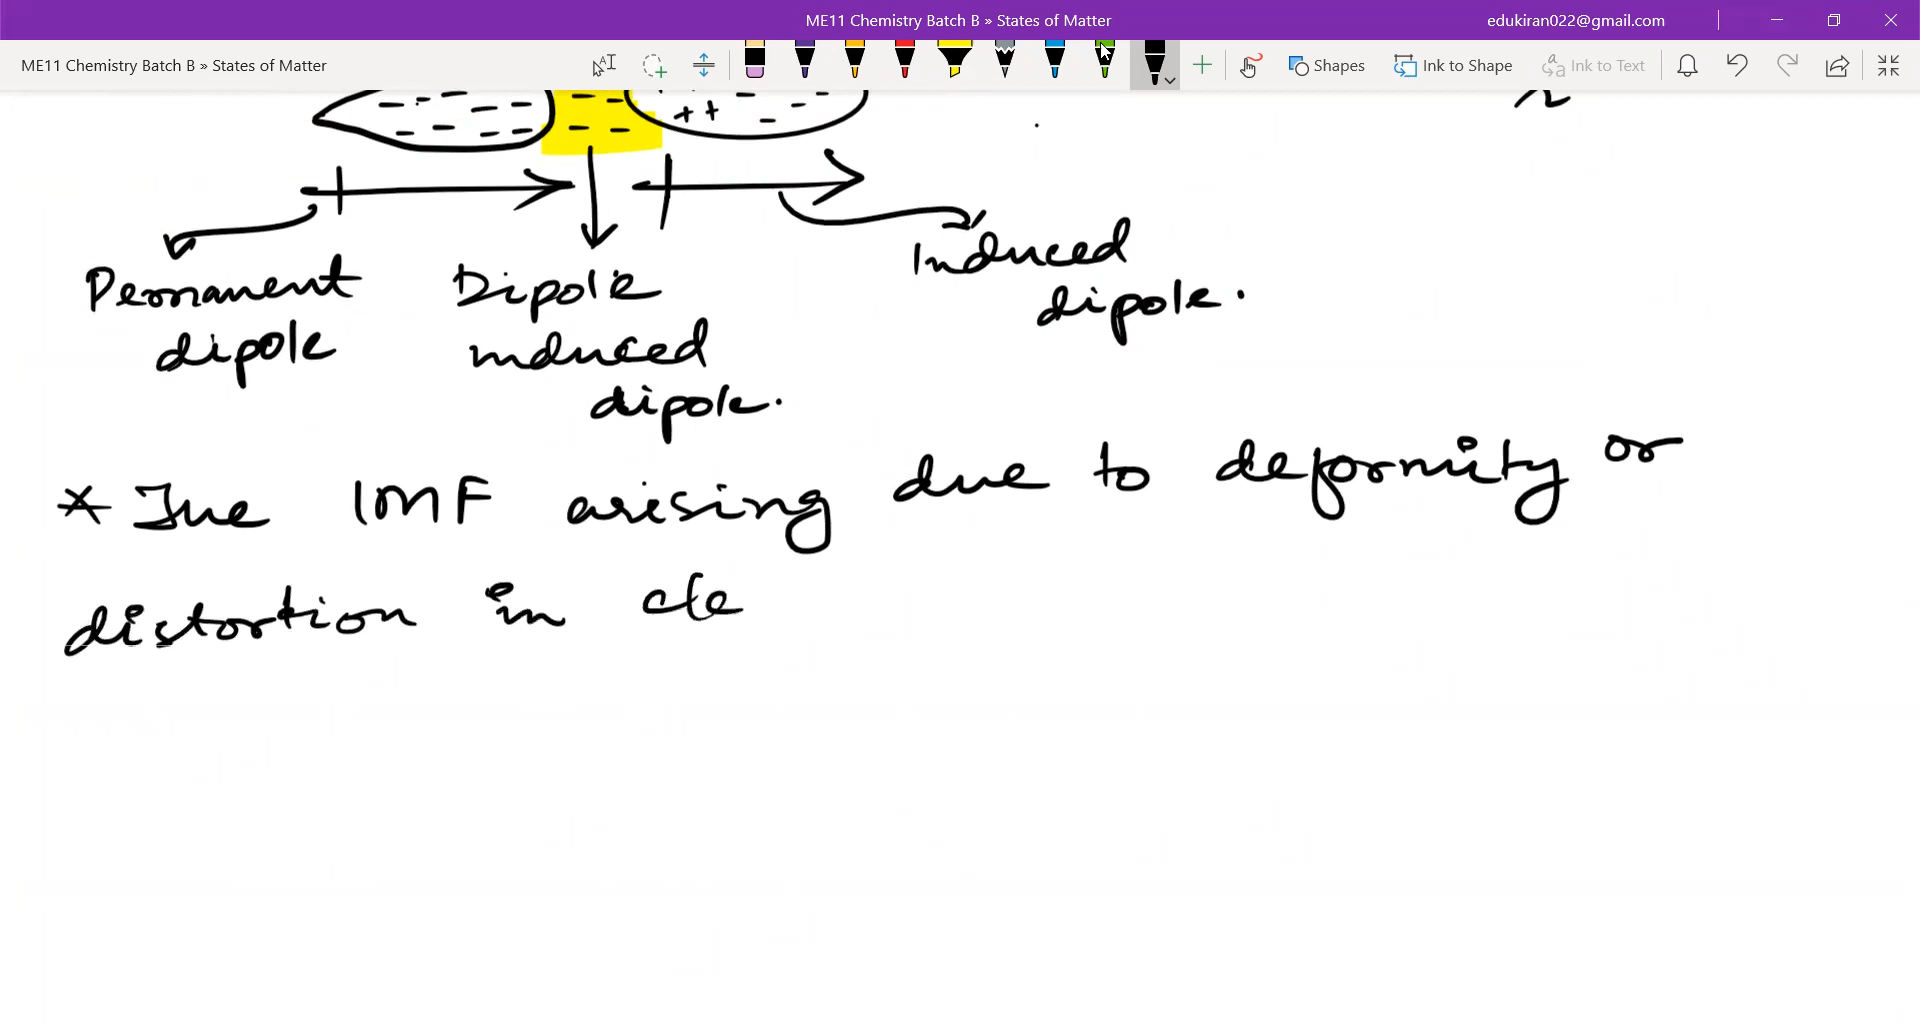 ME11 Chemistry Batch B » States of Matter
edukiran022@gmail.com
ME11 Chemistry Batch B » States of Matter
Shapes
Ink to Shape
Ink to Text
Permanent
dipole
Dipole
induced
dipole.
Induced
dipole.
* The IMF arising due to deformity or
distortion in ele